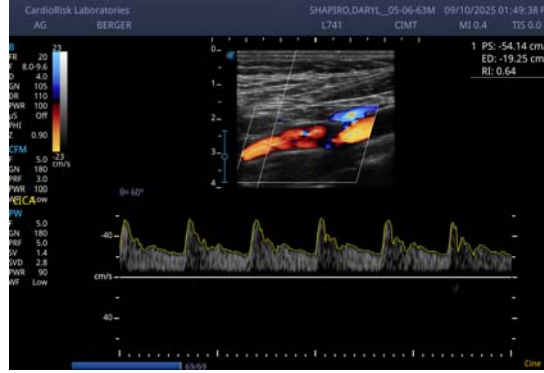 CardioRisk Laboratories SHAPIRO,DARYL_ 05-06-63M 09/10/2025 01:49:38
AG BERGER L741 CIMT MI 0.4 TIS 0.0
1 PS: -54.14 cm
ED: -19.25 cm
RI: 0.64
B
FR 20
F 8.0-9.6
D 4.0
GN 105
DR 110
PWR 100
µS Off
PHI
Z 0.90
23
-23
cm/s
CFM
F 5.0
GN 180
PRF 3.0
PWR 100
WF Low
LICA
PW
F 5.0
GN 180
PRF 5.0
SV 1.4
SVD 2.8
PWR 90
WF Low
0
1
2
3
4
θ= 60°
-40
cm/s
40
69/69
Cine